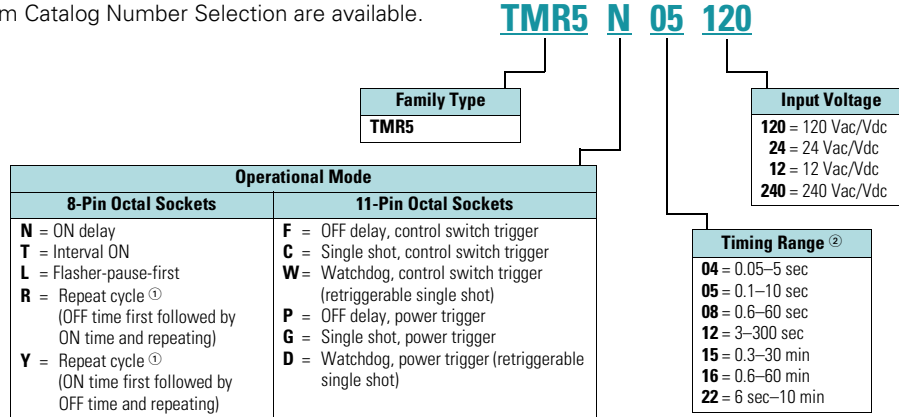 m Catalog Number Selection are available.
TMR5 N 05 120
Family Type
TMR5
Input Voltage
120 = 120 Vac/Vdc
24 = 24 Vac/Vdc
12 = 12 Vac/Vdc
240 = 240 Vac/Vdc
Operational Mode
8-Pin Octal Sockets
N = ON delay
T = Interval ON
L = Flasher-pause-first
R = Repeat cycle ①
(OFF time first followed by
ON time and repeating)
Y = Repeat cycle ①
(ON time first followed by
OFF time and repeating)
11-Pin Octal Sockets
F = OFF delay, control switch trigger
C = Single shot, control switch trigger
W = Watchdog, control switch trigger
(retriggerable single shot)
P = OFF delay, power trigger
G = Single shot, power trigger
D = Watchdog, power trigger (retriggerable
single shot)
Timing Range ②
04 = 0.05–5 sec
05 = 0.1–10 sec
08 = 0.6–60 sec
12 = 3–300 sec
15 = 0.3–30 min
16 = 0.6–60 min
22 = 6 sec–10 min